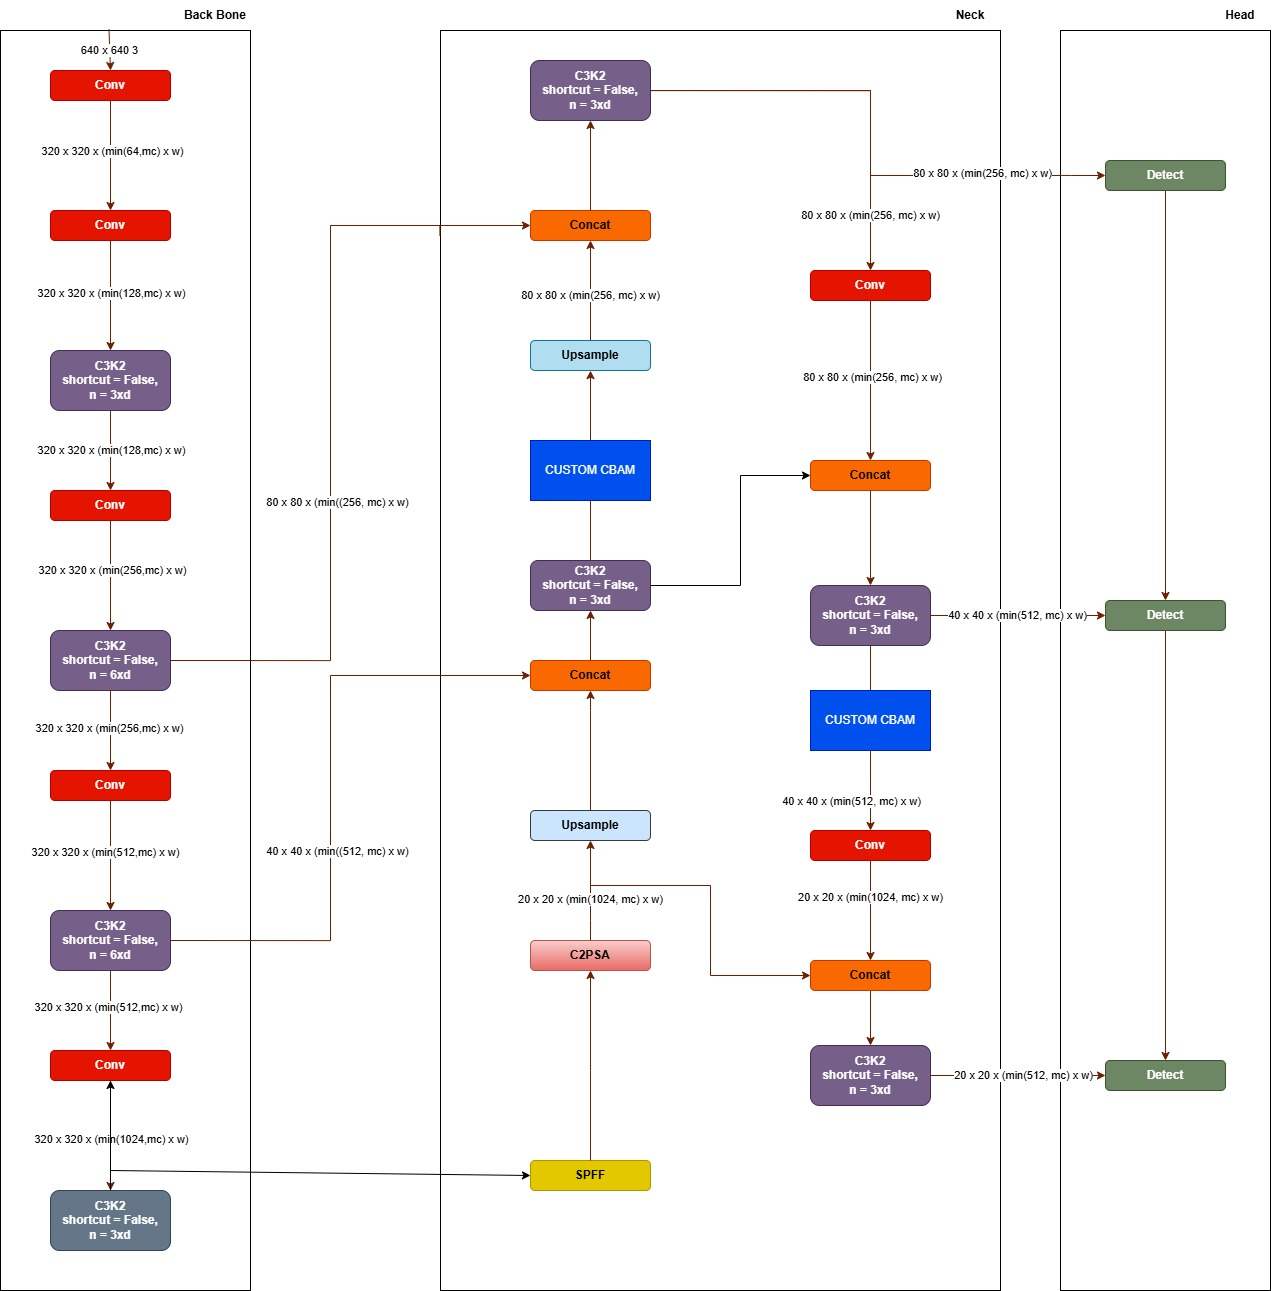 Back Bone
640 x 640 3
Conv
320 x 320 x (min(64,mc) x w)
Conv
320 x 320 x (min(128,mc) x w)
C3K2
shortcut = False,
n = 3xd
320 x 320 x (min(128,mc) x w)
Conv
320 x 320 x (min(256,mc) x w)
C3K2
shortcut = False,
n = 6xd
320 x 320 x (min(256,mc) x w)
Conv
320 x 320 x (min(512,mc) x w)
C3K2
shortcut = False,
n = 6xd
320 x 320 x (min(512,mc) x w)
Conv
320 x 320 x (min(1024,mc) x w)
C3K2
shortcut = False,
n = 3xd
80 x 80 x (min((256, mc) x w)
40 x 40 x (min((512, mc) x w)
Neck
C3K2
shortcut = False,
n = 3xd
Concat
80 x 80 x (min(256, mc) x w)
Upsample
CUSTOM CBAM
C3K2
shortcut = False,
n = 3xd
Concat
Upsample
20 x 20 x (min(1024, mc) x w)
C2PSA
SPFF
80 x 80 x (min(256, mc) x w)
80 x 80 x (min(256, mc) x w)
Conv
80 x 80 x (min(256, mc) x w)
Concat
C3K2
shortcut = False,
n = 3xd
40 x 40 x (min(512, mc) x w)
CUSTOM CBAM
40 x 40 x (min(512, mc) x w)
Conv
20 x 20 x (min(1024, mc) x w)
Concat
C3K2
shortcut = False,
n = 3xd
20 x 20 x (min(512, mc) x w)
Head
Detect
Detect
Detect